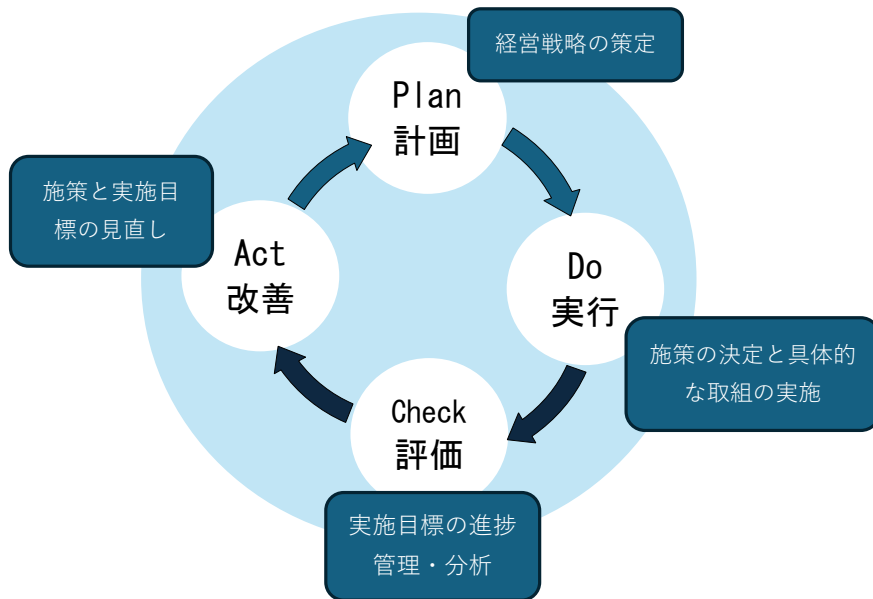 経営戦略の策定
Plan
計画
施策と実施目
標の見直し
Act
改善
Do
実行
施策の決定と具体的
な取組の実施
Check
評価
実施目標の進捗
管理・分析